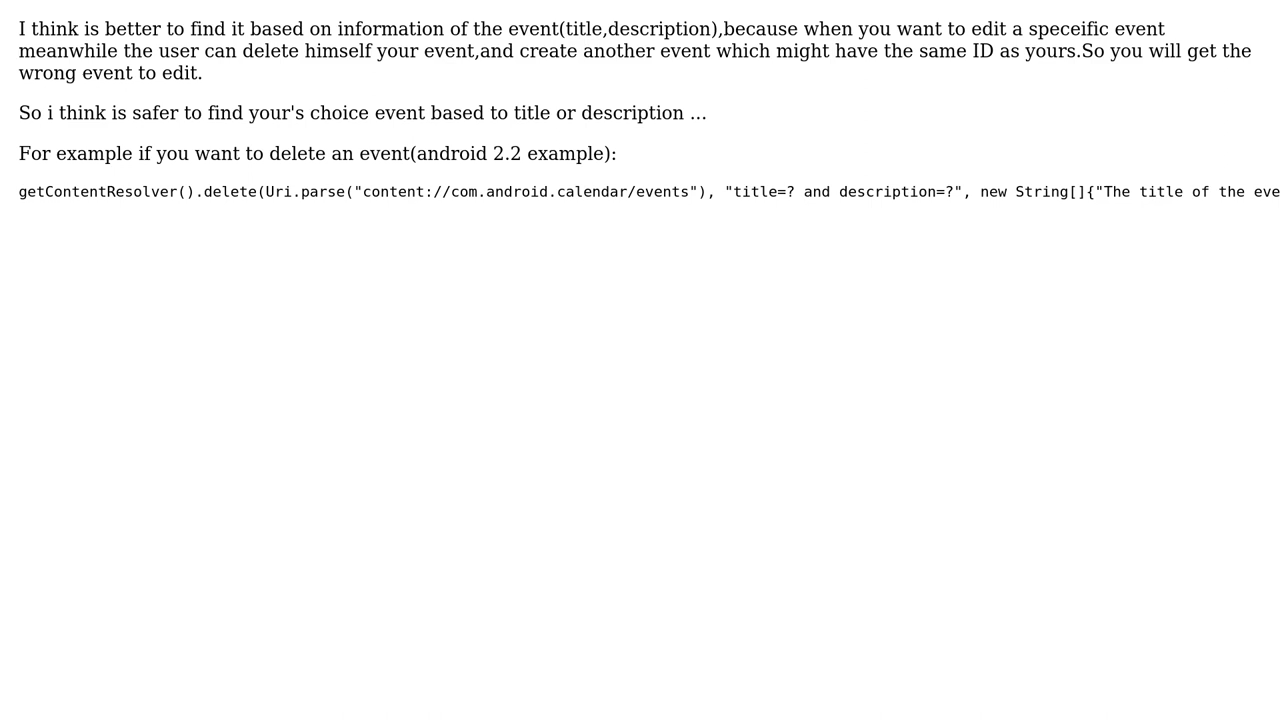 I think is better to find it based on information of the event(title,description),because when you want to edit a speceific event
meanwhile the user can delete himself your event,and create another event which might have the same ID as yours.So you will get the
wrong event to edit.
So i think is safer to find your's choice event based to title or description ...
For example if you want to delete an event(android 2.2 example):
getContentResolver().delete(Uri.parse("content://com.android.calendar/events"), "title=? and description=?", new String[]{"The title of the eve